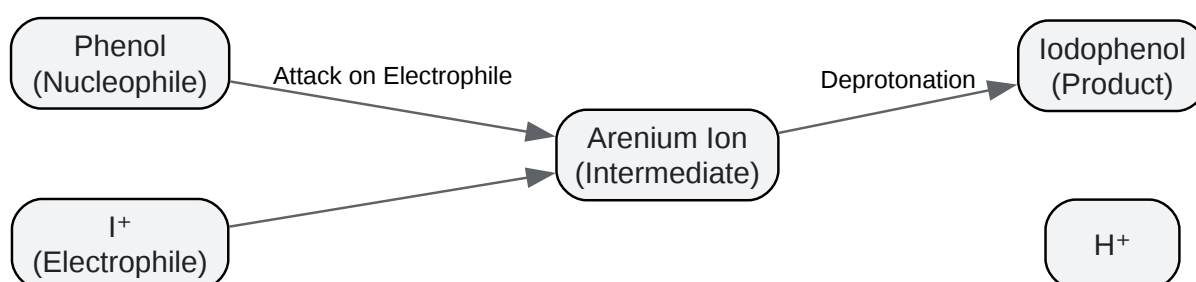 Phenol
(Nucleophile)
Attack on Electrophile
I⁺
(Electrophile)
Arenium Ion
(Intermediate)
Deprotonation
Iodophenol
(Product)
H⁺